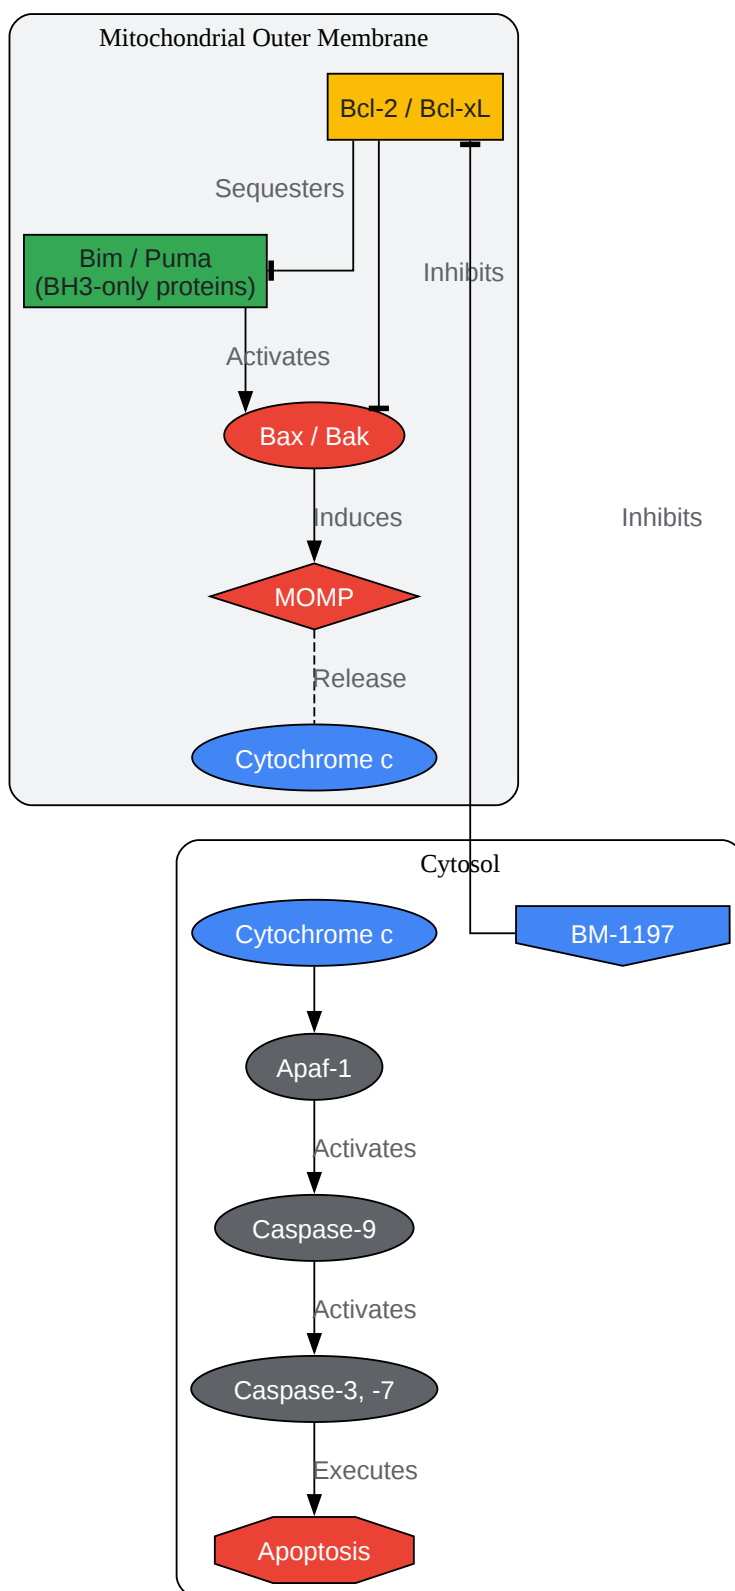 Mitochondrial Outer Membrane
Bcl-2 / Bcl-xL
Sequesters
Bim / Puma
(BH3-only proteins)
Inhibits
Activates
Bax / Bak
Induces
Inhibits
MOMP
Release
Cytochrome c
Cytosol
Cytochrome c
BM-1197
Apaf-1
Activates
Caspase-9
Activates
Caspase-3, -7
Executes
Apoptosis